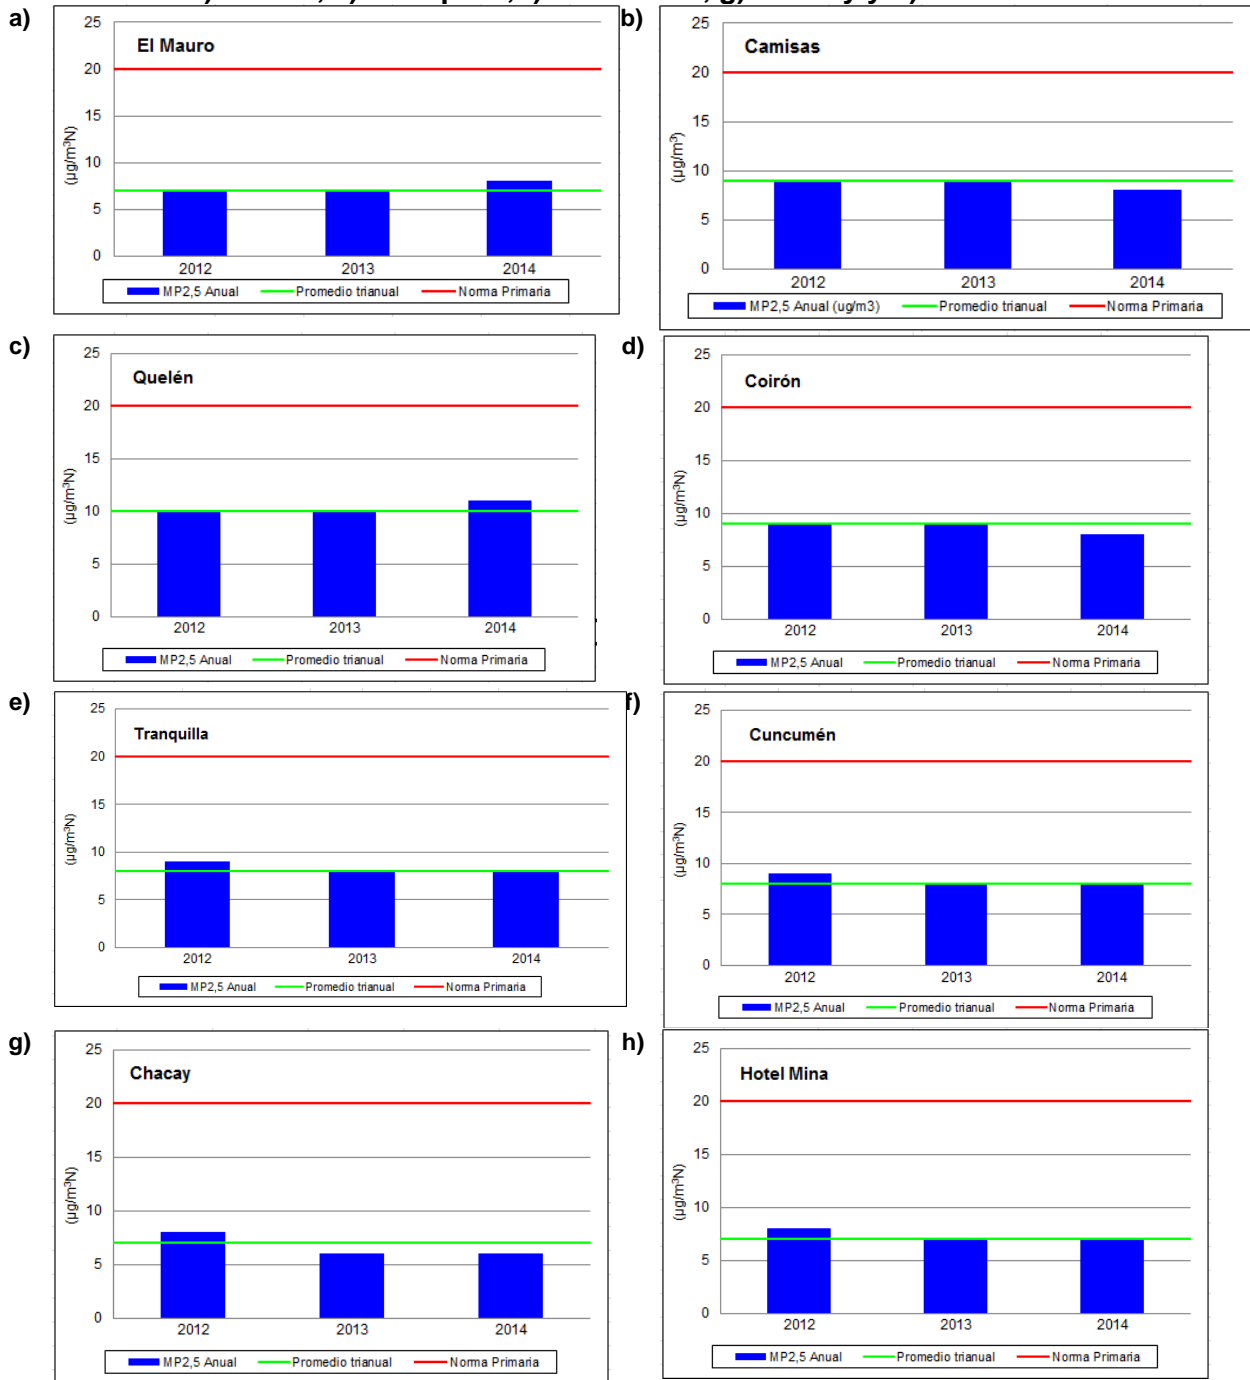 a)
El Mauro
25
20
15
10
5
0
(µg/m³N)
2012 2013 2014
MP2,5 Anual Promedio trianual Norma Primaria
b)
Camisas
25
20
15
10
5
0
(µg/m³)
2012 2013 2014
MP2,5 Anual (ug/m3) Promedio trianual Norma Primaria
c)
Quelén
25
20
15
10
5
0
(µg/m³N)
2012 2013 2014
MP2,5 Anual Promedio trianual Norma Primaria
d)
Coirón
25
20
15
10
5
0
(µg/m³N)
2012 2013 2014
MP2,5 Anual Promedio trianual Norma Primaria
e)
Tranquilla
25
20
15
10
5
0
(µg/m³N)
2012 2013 2014
MP2,5 Anual Promedio trianual Norma Primaria
f)
Cuncumén
25
20
15
10
5
0
(µg/m³N)
2012 2013 2014
MP2,5 Anual Promedio trianual Norma Primaria
g)
Chacay
25
20
15
10
5
0
(µg/m³N)
2012 2013 2014
MP2,5 Anual Promedio trianual Norma Primaria
h)
Hotel Mina
25
20
15
10
5
0
(µg/m³N)
2012 2013 2014
MP2,5 Anual Promedio trianual Norma Primaria